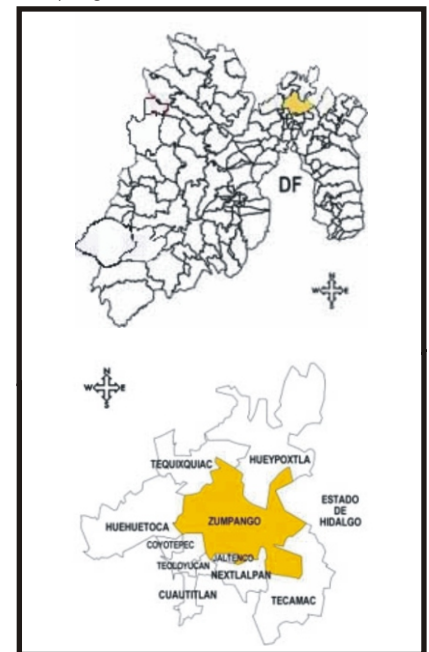 DF
N
W E
S
N
W E
S
TEQUIXQUIAC
HUEYPOXTLA
ESTADO
DE
HIDALGO
ZUMPANGO
HUEHUETOCA
COYOTEPEC
JALTENCO
TEOLOYUCAN
NEXTLALPAN
CUAUTITLAN
TECAMAC